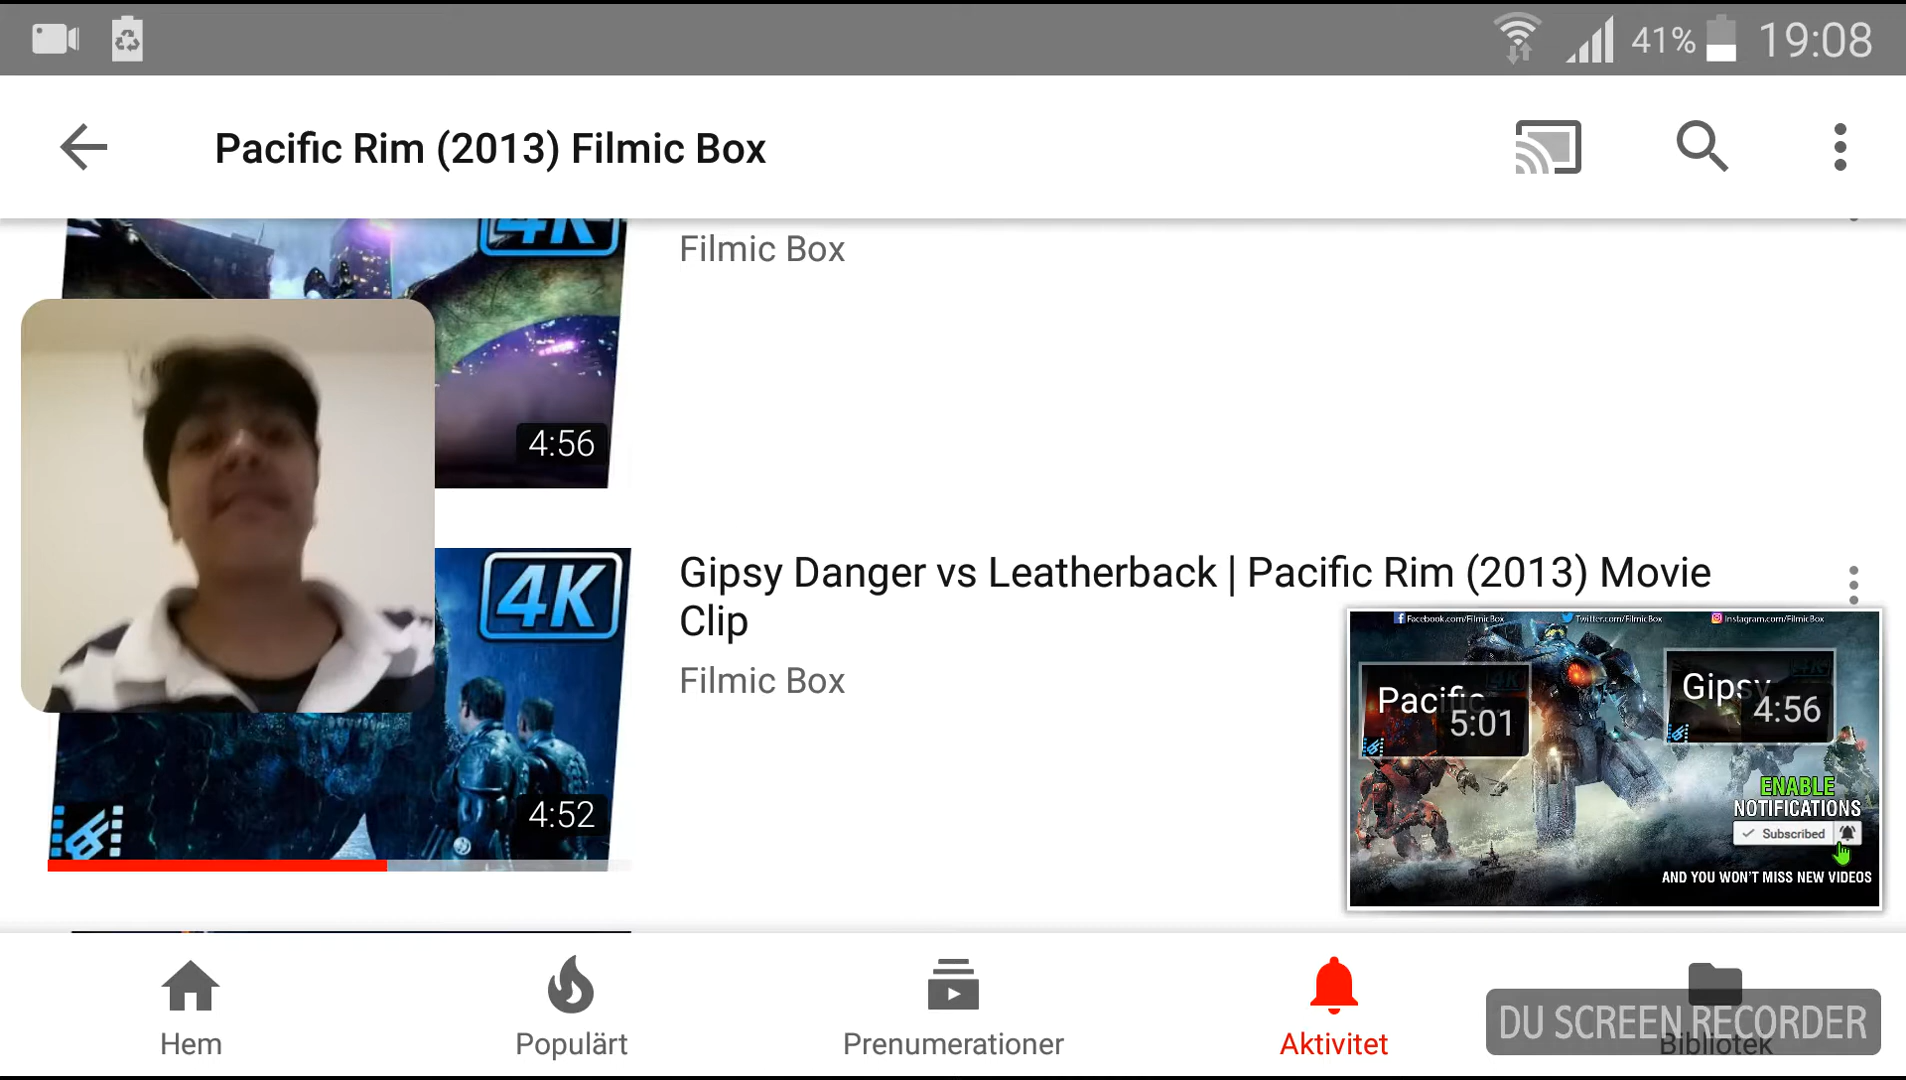 41% 19:08
Pacific Rim (2013) Filmic Box
4K
Filmic Box
4:56
4K
Gipsy Danger vs Leatherback | Pacific Rim (2013) Movie
Clip
Filmic Box
4:52
Facebook.com/FilmicBox Twitter.com/FilmicBox Instagram.com/FilmicBox
Pacific...
5:01
Gipsy
4:56
ENABLE
NOTIFICATIONS
Subscribed
AND YOU WON'T MISS NEW VIDEOS
Hem Populärt Prenumerationer Aktivitet Bibliotek
DU SCREEN RECORDER